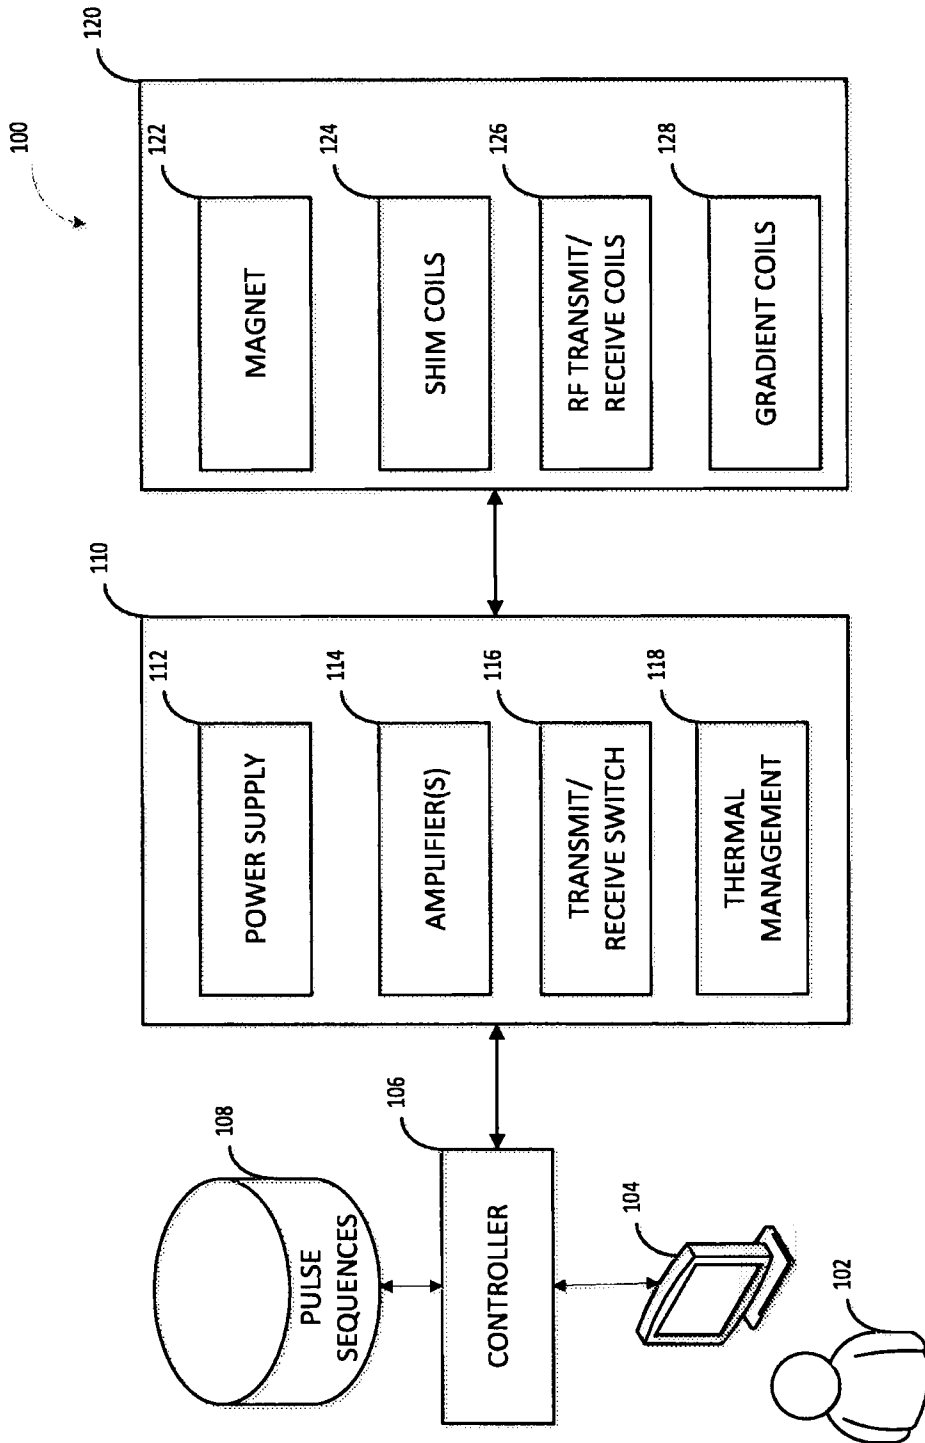 100
108
PULSE
SEQUENCES
106
CONTROLLER
104
102
110
112
POWER SUPPLY
114
AMPLIFIER(S)
116
TRANSMIT/
RECEIVE SWITCH
118
THERMAL
MANAGEMENT
120
122
MAGNET
124
SHIM COILS
126
RF TRANSMIT/
RECEIVE COILS
128
GRADIENT COILS